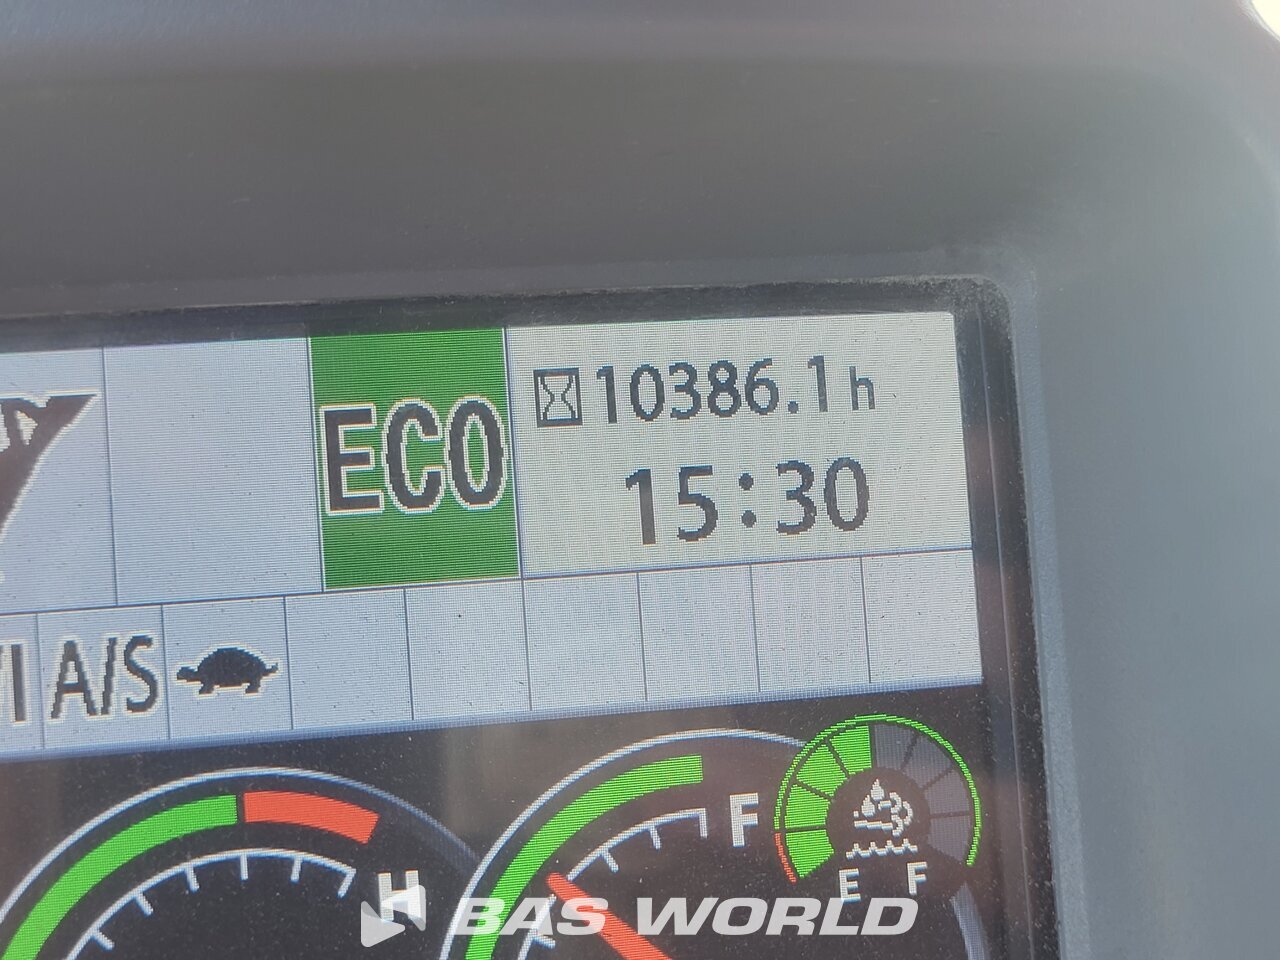 ECO
10386.1 h
15:30
A/S
H
F
E F
BAS WORLD